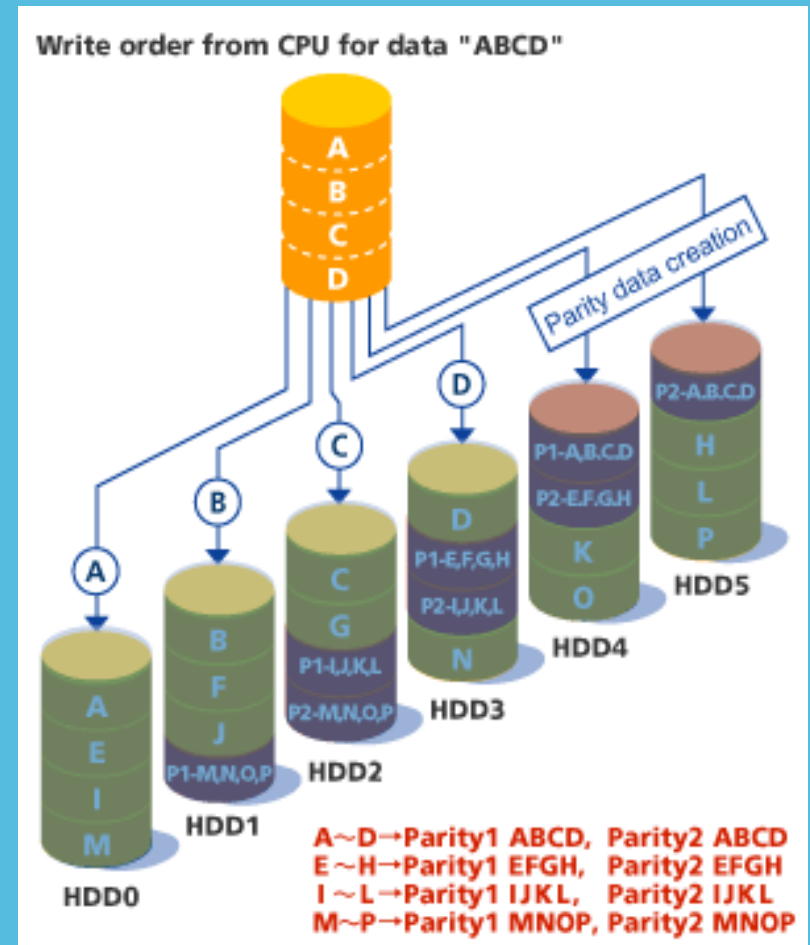 Write order from CPU for data "ABCD"
A
B
C
D
Parity data creation
A
B
C
D
P2-A.B.C.D
H
L
P
HDD5
P1-A,B.C.D
P2-E.F.G.H
K
O
HDD4
D
P1-E,F,G,H
P2-I,J,K,L
N
HDD3
C
G
P1-I,J,K,L
P2-M,N,O,P
HDD2
B
F
J
P1-M,N,O,P
HDD1
A
E
I
M
HDD0
A~D→Parity1 ABCD, Parity2 ABCD
E~H→Parity1 EFGH, Parity2 EFGH
I~L→Parity1 IJKL, Parity2 IJKL
M~P→Parity1 MNOP, Parity2 MNOP